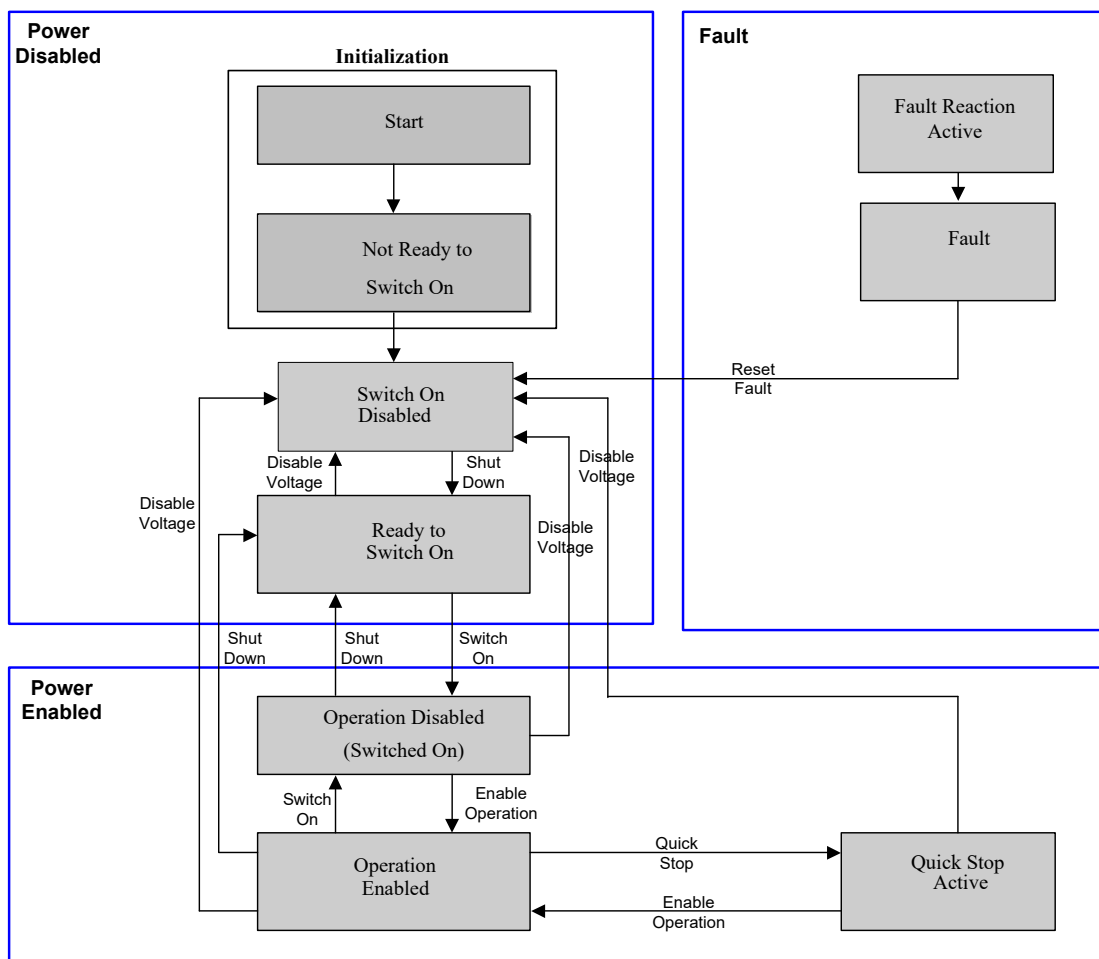 Power
Disabled
Initialization
Start
Not Ready to
Switch On
Switch On
Disabled
Disable
Voltage
Shut
Down
Disable
Voltage
Ready to
Switch On
Disable
Voltage
Disable
Voltage
Shut
Down
Shut
Down
Switch
On
Fault
Fault Reaction
Active
Fault
Reset
Fault
Power
Enabled
Operation Disabled
(Switched On)
Switch
On
Enable
Operation
Operation
Enabled
Quick
Stop
Enable
Operation
Quick Stop
Active